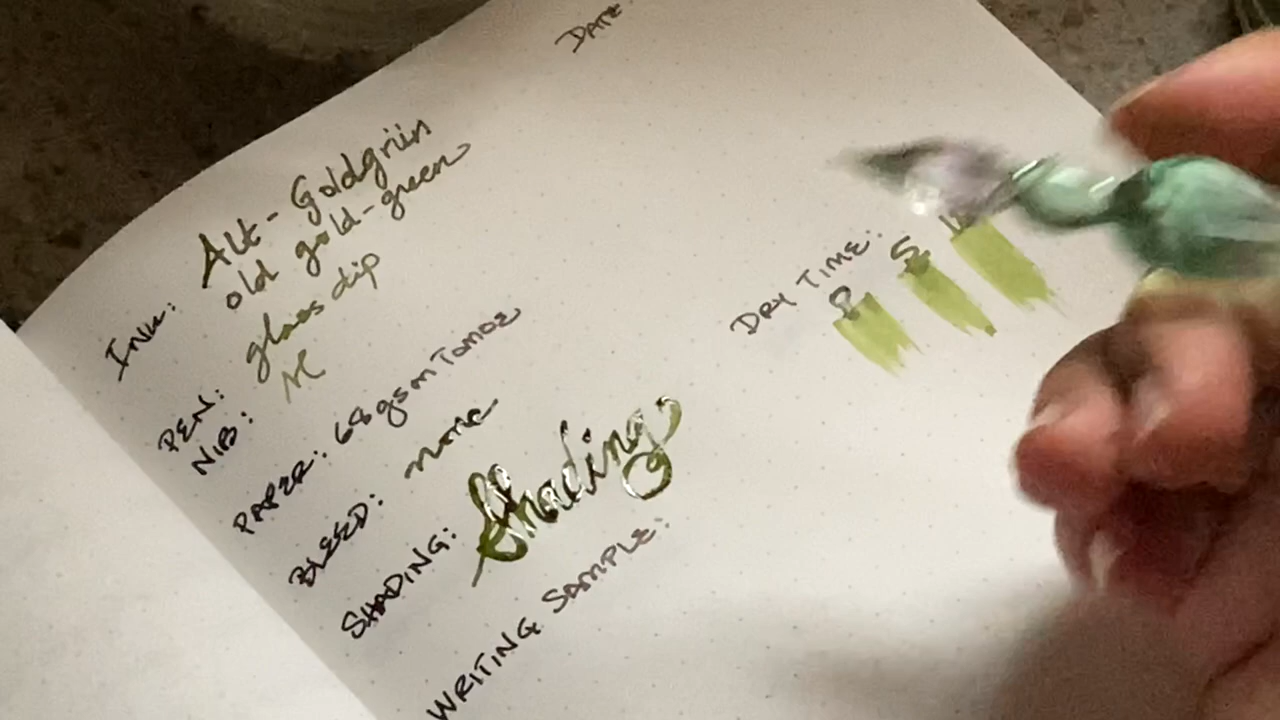 DATE:
INK: Alt-Goldgrün
old gold-green
PEN: glass dip
NIB: M
PAPER: 68gsm Tomoe
BLEED: none
SHADING: Shading
WRITING SAMPLE:
DRY TIME: